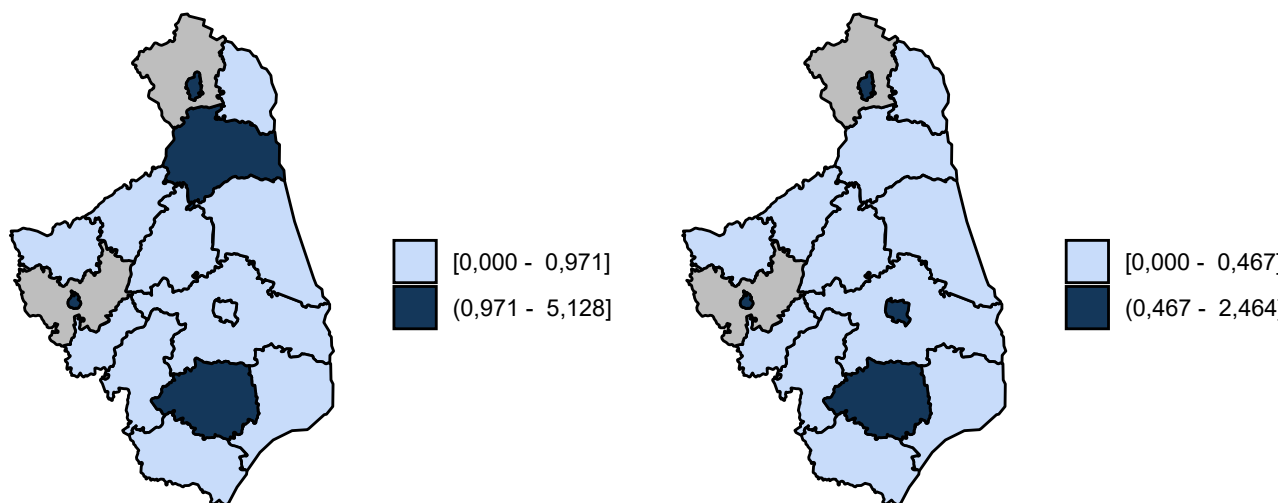 [0,000 - 0,971]
(0,971 - 5,128]
[0,000 - 0,467]
(0,467 - 2,464]